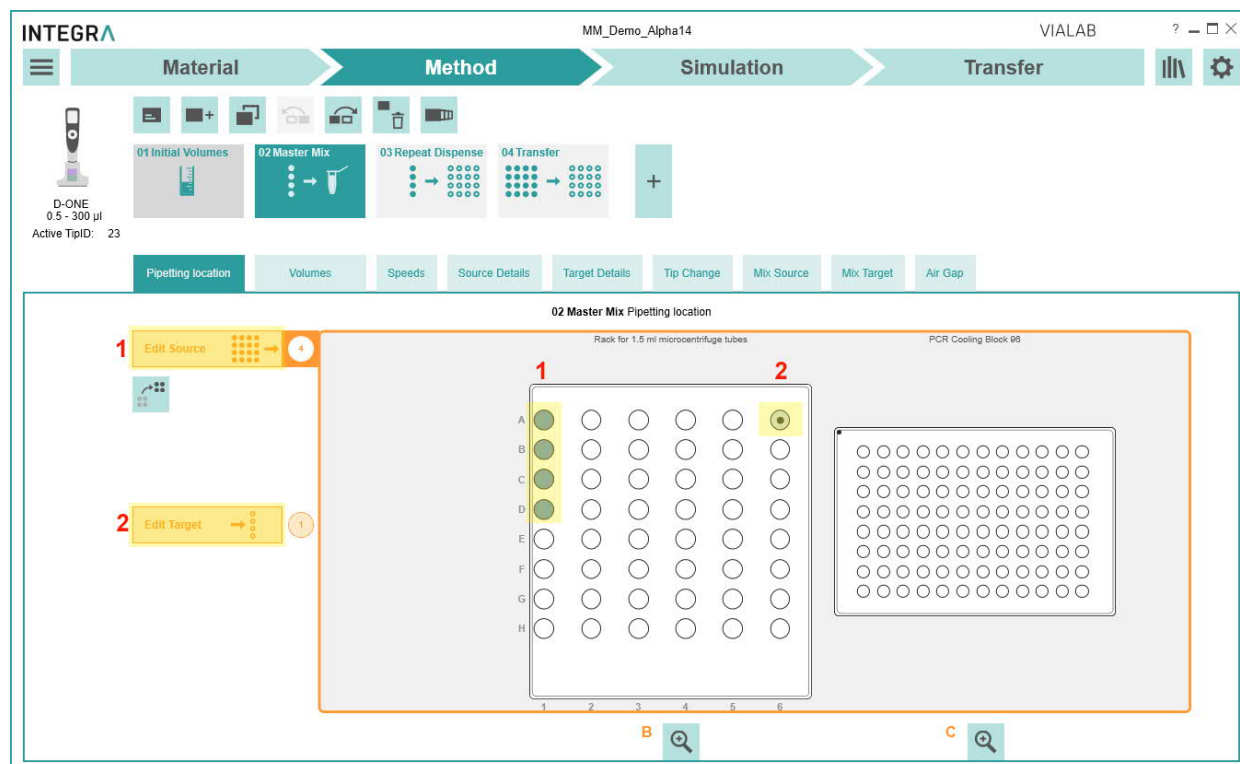 INTEGRA MM_Demo_Alpha14 VIALAB ?
Material Method Simulation Transfer
01 Initial Volumes 02 Master Mix 03 Repeat Dispense 04 Transfer
+
D-ONE
0.5 - 300 µl
Active TipID: 23
Pipetting location Volumes Speeds Source Details Target Details Tip Change Mix Source Mix Target Air Gap
02 Master Mix Pipetting location
Rack for 1.5 ml microcentrifuge tubes PCR Cooling Block 96
1 Edit Source 4
1 2
A
B
C
D
2 Edit Target 1
E
F
G
H
1 2 3 4 5 6
B C